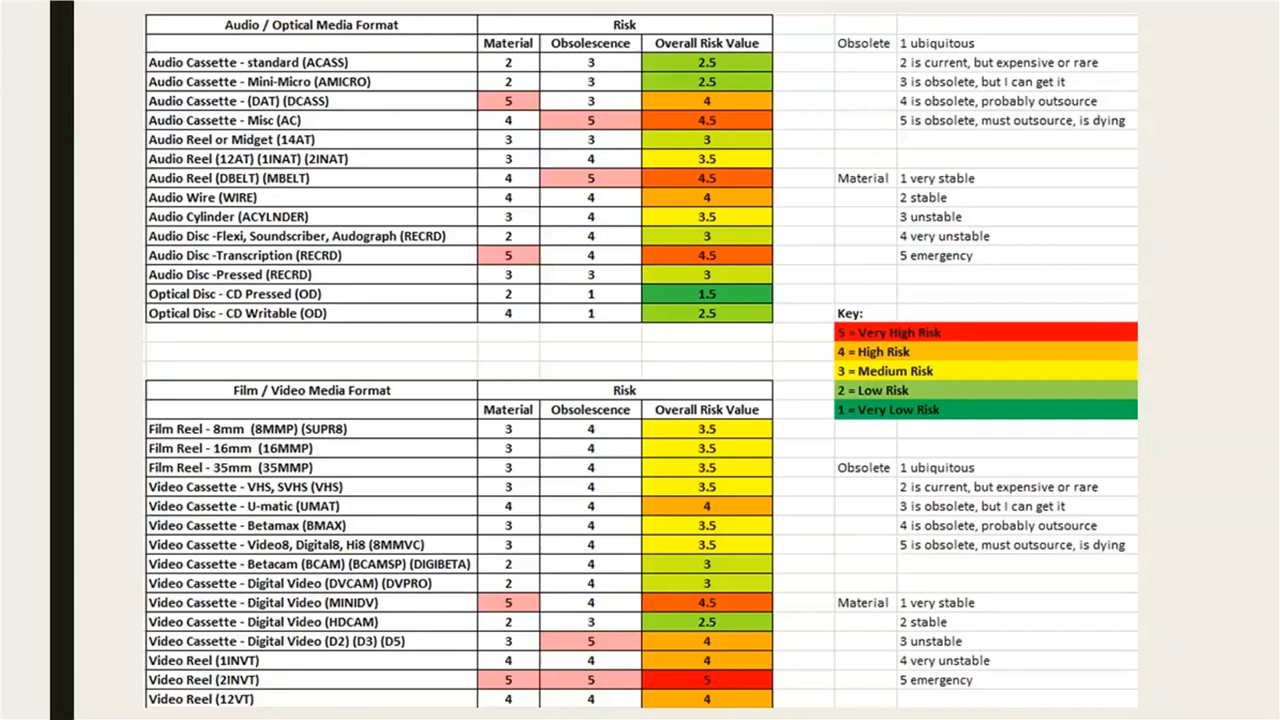 Audio / Optical Media Format Risk
Material Obsolescence Overall Risk Value Obsolete 1 ubiquitous
Audio Cassette - standard (ACASS) 2 3 2.5 2 is current, but expensive or rare
Audio Cassette - Mini-Micro (AMICRO) 2 3 2.5 3 is obsolete, but I can get it
Audio Cassette - (DAT) (DCASS) 5 3 4 4 is obsolete, probably outsource
Audio Cassette - Misc (AC) 4 5 4.5 5 is obsolete, must outsource, is dying
Audio Reel or Midget (14AT) 3 3 3
Audio Reel (12AT) (1INAT) (2INAT) 3 4 3.5
Audio Reel (DBELT) (MBELT) 4 5 4.5 Material 1 very stable
Audio Wire (WIRE) 4 4 4 2 stable
Audio Cylinder (ACYLNDER) 3 4 3.5 3 unstable
Audio Disc -Flexi, Soundscriber, Audograph (RECRD) 2 4 3 4 very unstable
Audio Disc -Transcription (RECRD) 5 4 4.5 5 emergency
Audio Disc -Pressed (RECRD) 3 3 3
Optical Disc - CD Pressed (OD) 2 1 1.5
Optical Disc - CD Writable (OD) 4 1 2.5 Key:
5 = Very High Risk
4 = High Risk
3 = Medium Risk
Film / Video Media Format Risk 2 = Low Risk
Material Obsolescence Overall Risk Value 1 = Very Low Risk
Film Reel - 8mm (8MMP) (SUPR8) 3 4 3.5
Film Reel - 16mm (16MMP) 3 4 3.5
Film Reel - 35mm (35MMP) 3 4 3.5 Obsolete 1 ubiquitous
Video Cassette - VHS, SVHS (VHS) 3 4 3.5 2 is current, but expensive or rare
Video Cassette - U-matic (UMAT) 4 4 4 3 is obsolete, but I can get it
Video Cassette - Betamax (BMAX) 3 4 3.5 4 is obsolete, probably outsource
Video Cassette - Video8, Digital8, Hi8 (8MMVC) 3 4 3.5 5 is obsolete, must outsource, is dying
Video Cassette - Betacam (BCAM) (BCAMSP) (DIGIBETA) 2 4 3
Video Cassette - Digital Video (DVCAM) (DVPRO) 2 4 3
Video Cassette - Digital Video (MINIDV) 5 4 4.5 Material 1 very stable
Video Cassette - Digital Video (HDCAM) 2 3 2.5 2 stable
Video Cassette - Digital Video (D2) (D3) (D5) 3 5 4 3 unstable
Video Reel (1INVT) 4 4 4 4 very unstable
Video Reel (2INVT) 5 5 5 5 emergency
Video Reel (12VT) 4 4 4